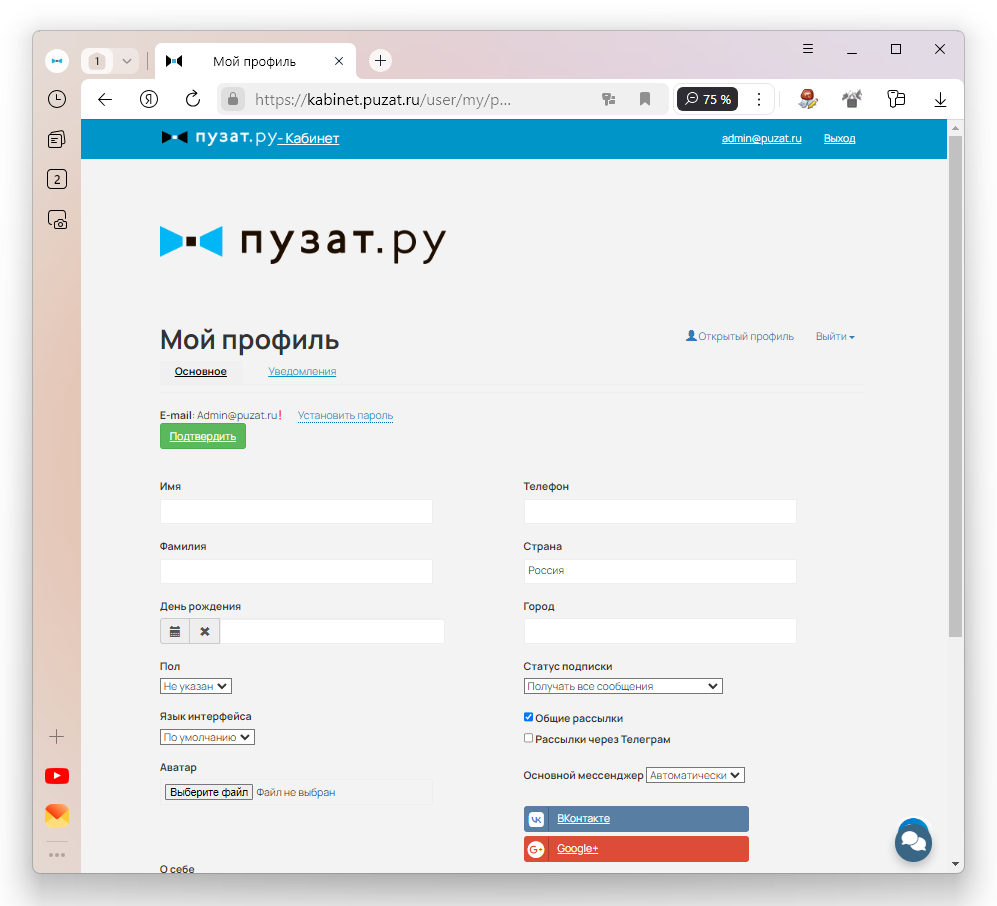 1
Мой профиль
Я
https://kabinet.puzat.ru/user/my/p...
75 %
2
пузат.ру - Кабинет
admin@puzat.ru
Выход
пузат.ру
Мой профиль
Открытый профиль
Выйти
Основное
Уведомления
E-mail: Admin@puzat.ru!
Установить пароль
Подтвердить
Имя
Телефон
Фамилия
Страна
Россия
День рождения
Город
Пол
Статус подписки
Не указан
Получать все сообщения
Язык интерфейса
Общие рассылки
По умолчанию
Рассылки через Телеграм
Аватар
Основной мессенджер Автоматически
Выберите файл Файл не выбран
ВКонтакте
G+ Google+
О себе